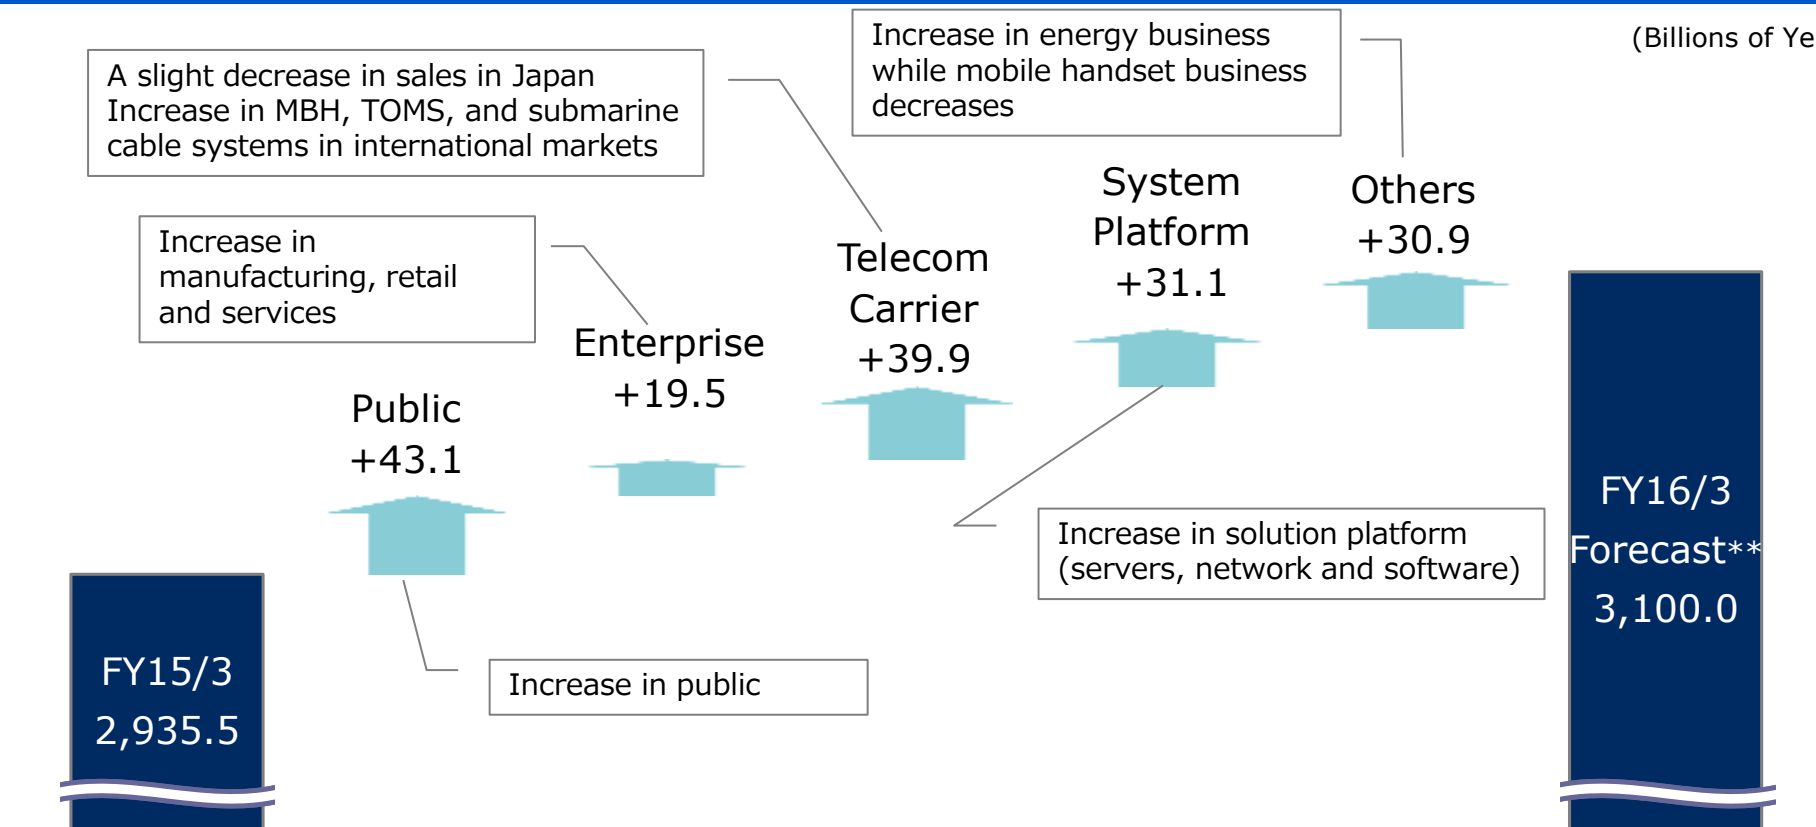 (Billions of Ye
Increase in energy business
while mobile handset business
decreases
A slight decrease in sales in Japan
Increase in MBH, TOMS, and submarine
cable systems in international markets
System
Platform
+31.1
Others
+30.9
Increase in
manufacturing, retail
and services
Telecom
Carrier
+39.9
Enterprise
+19.5
Public
+43.1
Increase in solution platform
(servers, network and software)
FY16/3
Forecast**
3,100.0
Increase in public
FY15/3
2,935.5